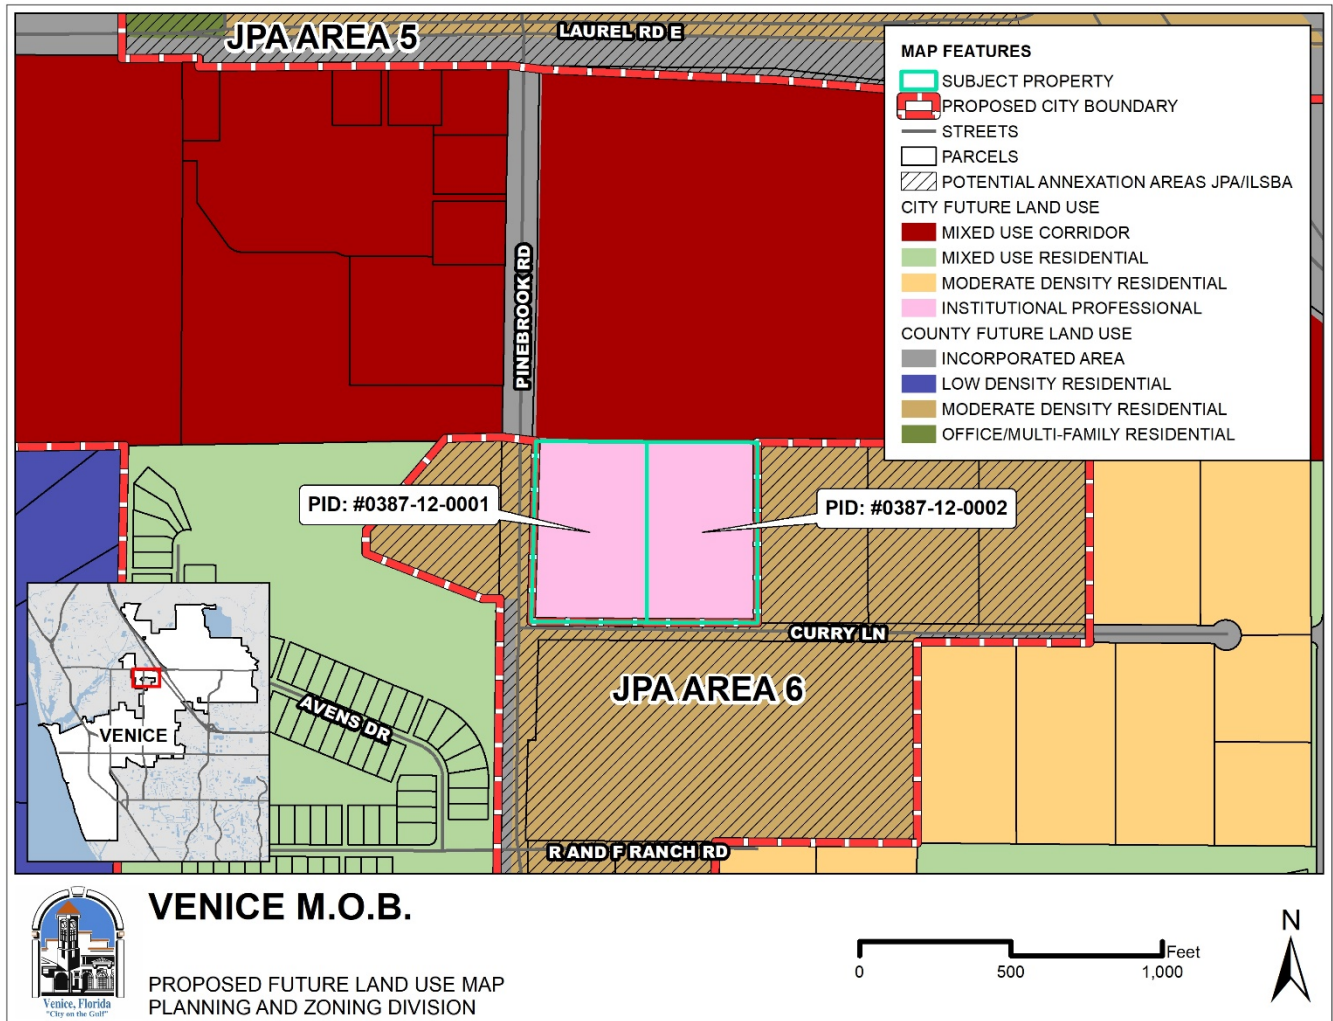 JPA AREA 5
LAUREL RD E
MAP FEATURES
SUBJECT PROPERTY
PROPOSED CITY BOUNDARY
STREETS
PARCELS
POTENTIAL ANNEXATION AREAS JPA/ILSBA
CITY FUTURE LAND USE
MIXED USE CORRIDOR
MIXED USE RESIDENTIAL
MODERATE DENSITY RESIDENTIAL
INSTITUTIONAL PROFESSIONAL
COUNTY FUTURE LAND USE
INCORPORATED AREA
LOW DENSITY RESIDENTIAL
MODERATE DENSITY RESIDENTIAL
OFFICE/MULTI-FAMILY RESIDENTIAL
PINEBROOK RD
PID: #0387-12-0001
PID: #0387-12-0002
CURRY LN
JPA AREA 6
AVENS DR
VENICE
R AND F RANCH RD
VENICE M.O.B.
PROPOSED FUTURE LAND USE MAP
PLANNING AND ZONING DIVISION
Venice, Florida
"City on the Gulf"
Feet
0 500 1,000
N